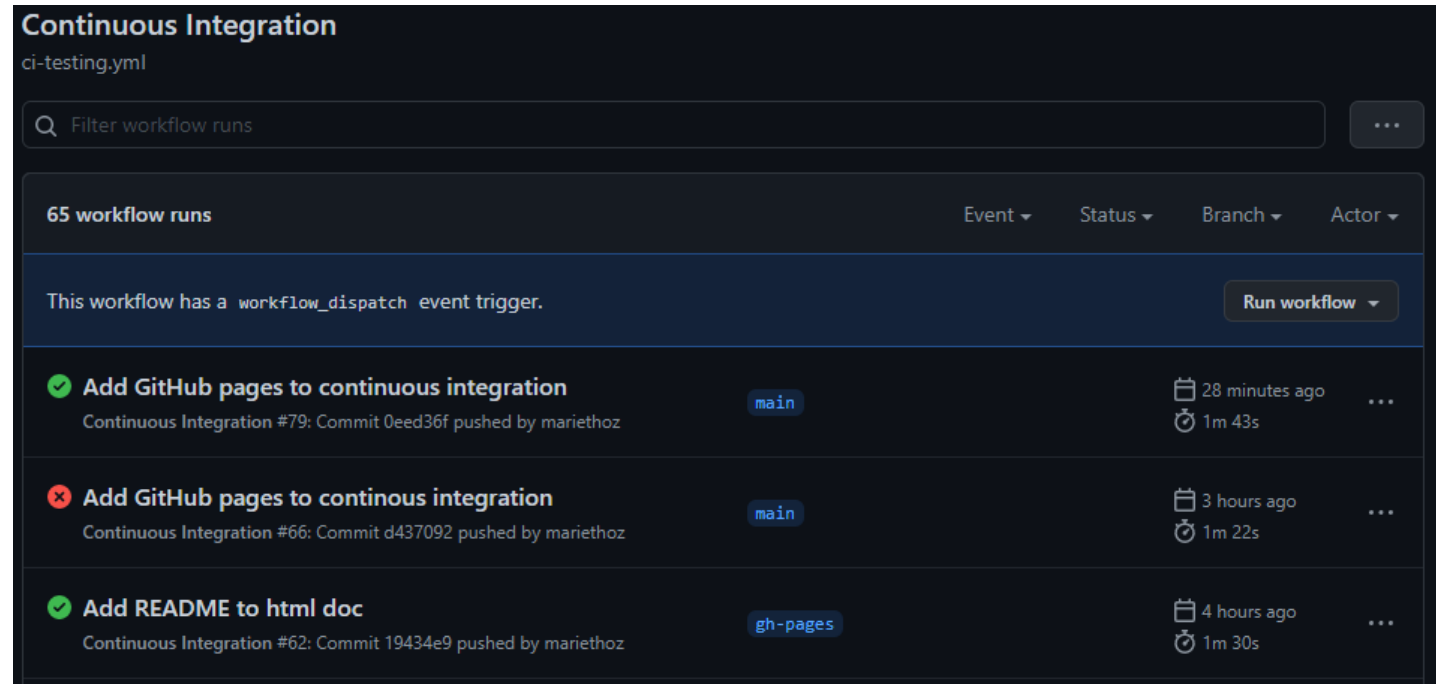 Continuous Integration
ci-testing.yml
Filter workflow runs
65 workflow runs
Event
Status
Branch
Actor
This workflow has a workflow_dispatch event trigger.
Run workflow
Add GitHub pages to continuous integration
Continuous Integration #79: Commit 0eed36f pushed by mariethoz
main
28 minutes ago
1m 43s
Add GitHub pages to continous integration
Continuous Integration #66: Commit d437092 pushed by mariethoz
main
3 hours ago
1m 22s
Add README to html doc
Continuous Integration #62: Commit 19434e9 pushed by mariethoz
gh-pages
4 hours ago
1m 30s